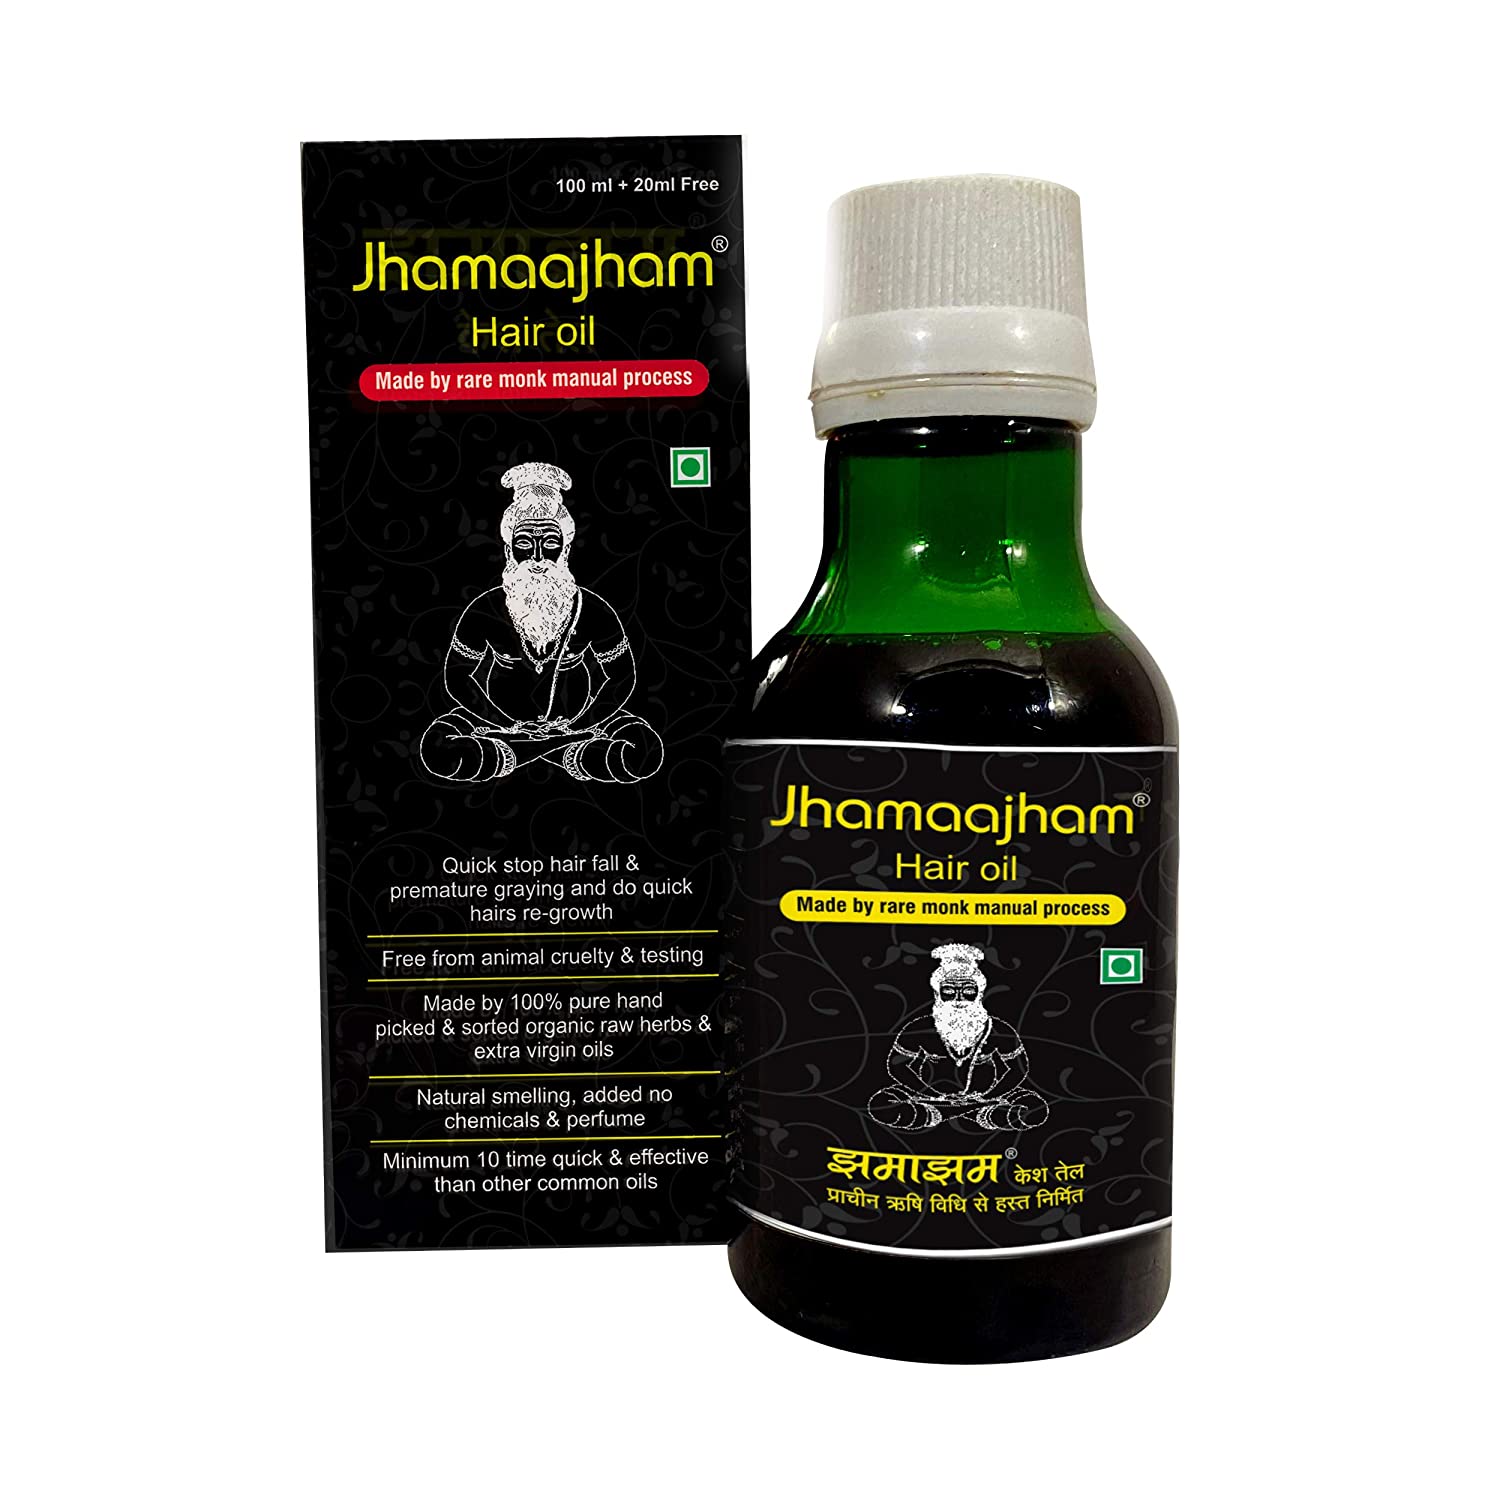 100 ml + 20ml Free
Jhamaajham®
Hair oil
Made by rare monk manual process
Quick stop hair fall &
premature graying and do quick
hairs re-growth
Free from animal cruelty & testing
Made by 100% pure hand
picked & sorted organic raw herbs &
extra virgin oils
Natural smelling, added no
chemicals & perfume
Minimum 10 time quick & effective
than other common oils
Jhamaajham®
Hair oil
Made by rare monk manual process
झमाझम® केश तेल
प्राचीन ऋषि विधि से हस्त निर्मित